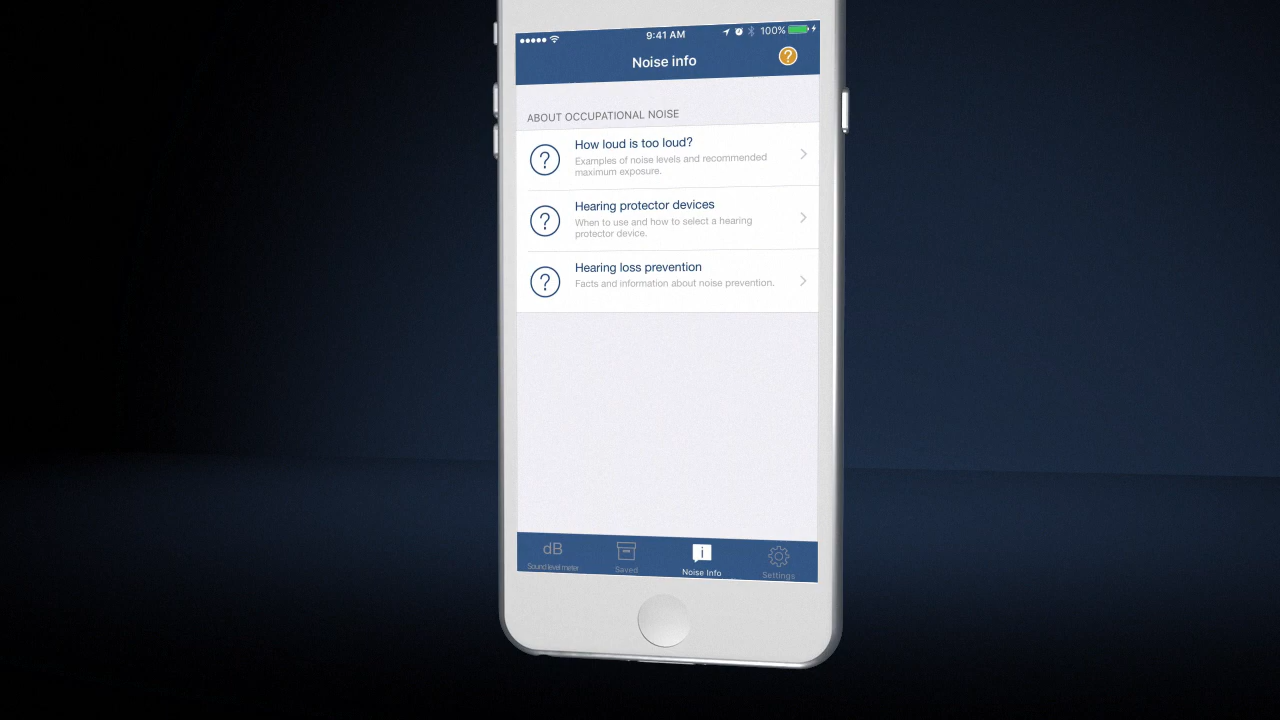 9:41 AM
100%
Noise info
?
ABOUT OCCUPATIONAL NOISE
How loud is too loud?
?
Examples of noise levels and recommended
maximum exposure.
Hearing protector devices
?
When to use and how to select a hearing
protector device.
Hearing loss prevention
?
Facts and information about noise prevention.
dB
i
Sound level meter
Saved
Noise Info
Settings